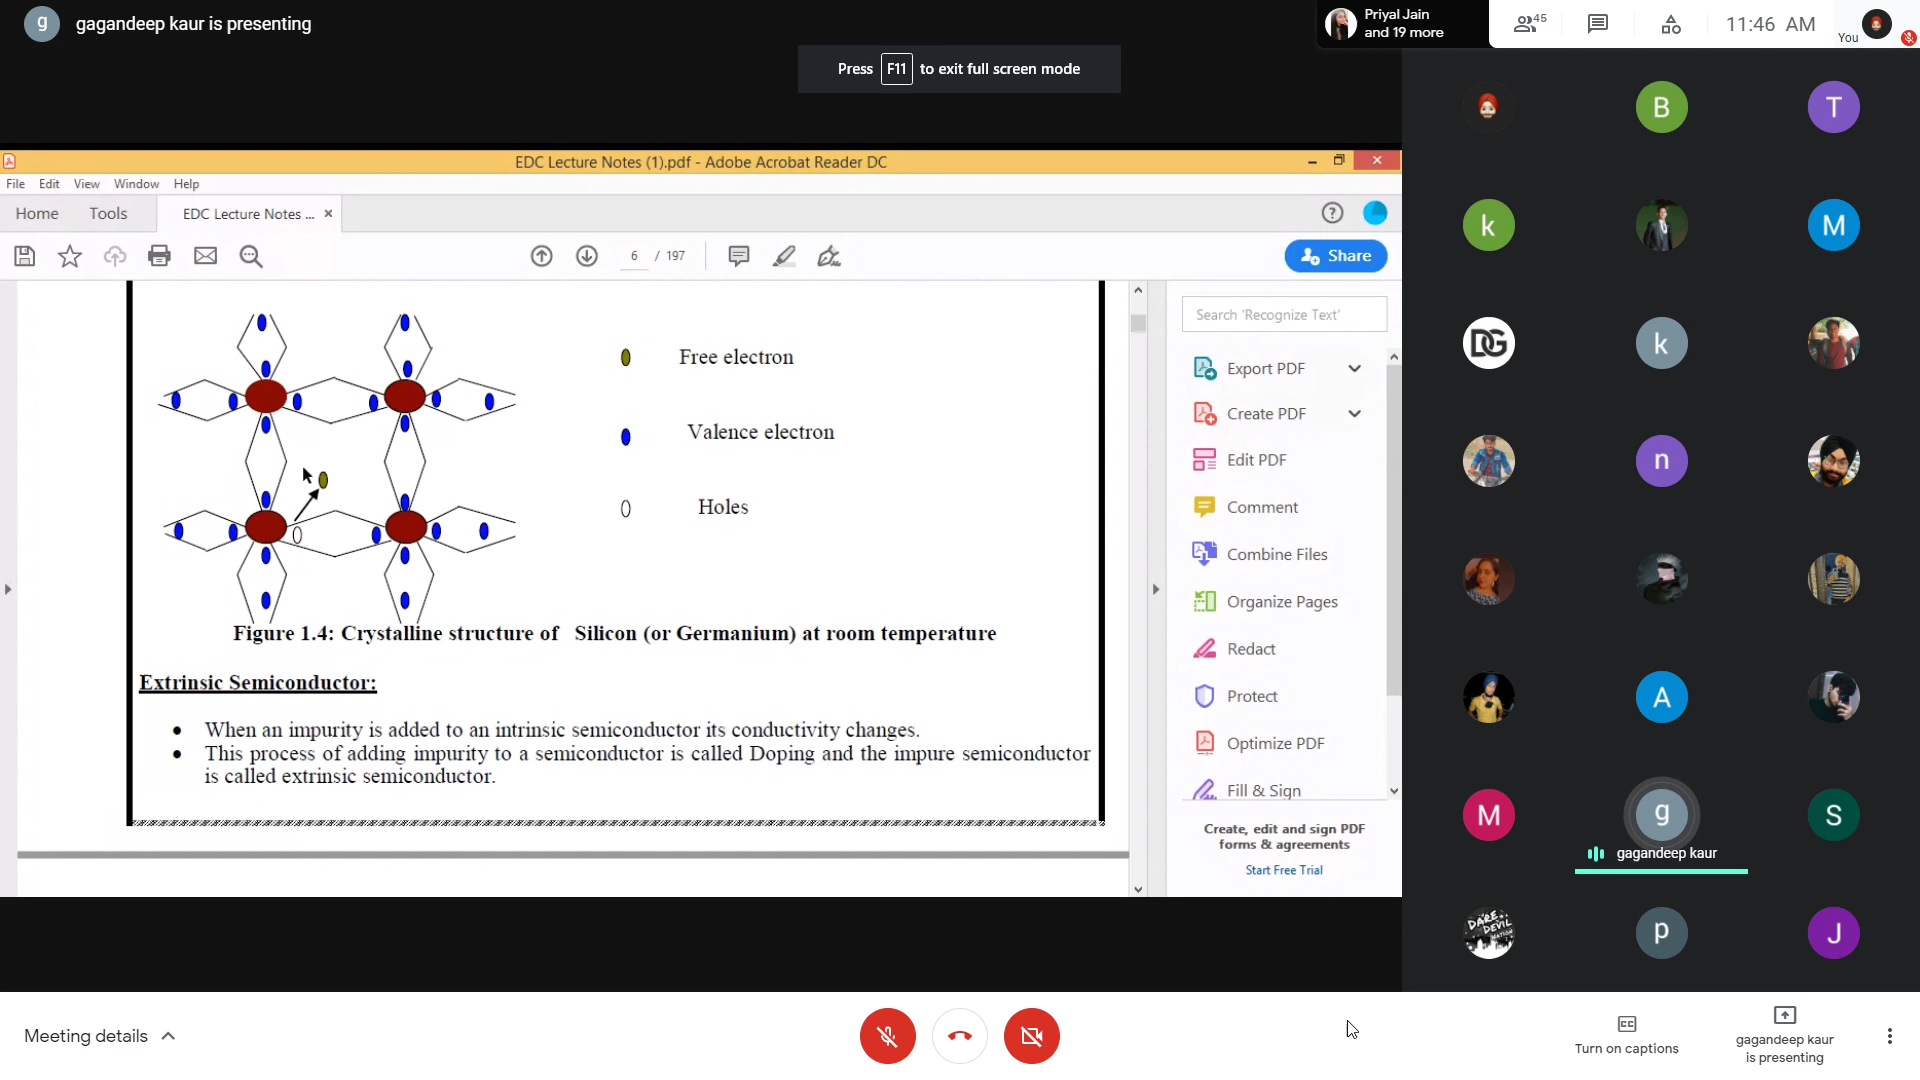 g gagandeep kaur is presenting
Priyal Jain
and 19 more
45
11:46 AM
You
Press F11 to exit full screen mode
B
T
EDC Lecture Notes (1).pdf - Adobe Acrobat Reader DC
File Edit View Window Help
Home Tools EDC Lecture Notes ... ×
6 / 197
Share
k
M
Search 'Recognize Text'
Free electron
Valence electron
Holes
Figure 1.4: Crystalline structure of Silicon (or Germanium) at room temperature
Extrinsic Semiconductor:
• When an impurity is added to an intrinsic semiconductor its conductivity changes.
• This process of adding impurity to a semiconductor is called Doping and the impure semiconductor
is called extrinsic semiconductor.
Export PDF
Create PDF
Edit PDF
Comment
Combine Files
Organize Pages
Redact
Protect
Optimize PDF
Fill & Sign
Create, edit and sign PDF
forms & agreements
Start Free Trial
DG
k
n
A
M
g
S
gagandeep kaur
DARE
DEVIL
NATION
p
J
Meeting details
Turn on captions
gagandeep kaur
is presenting